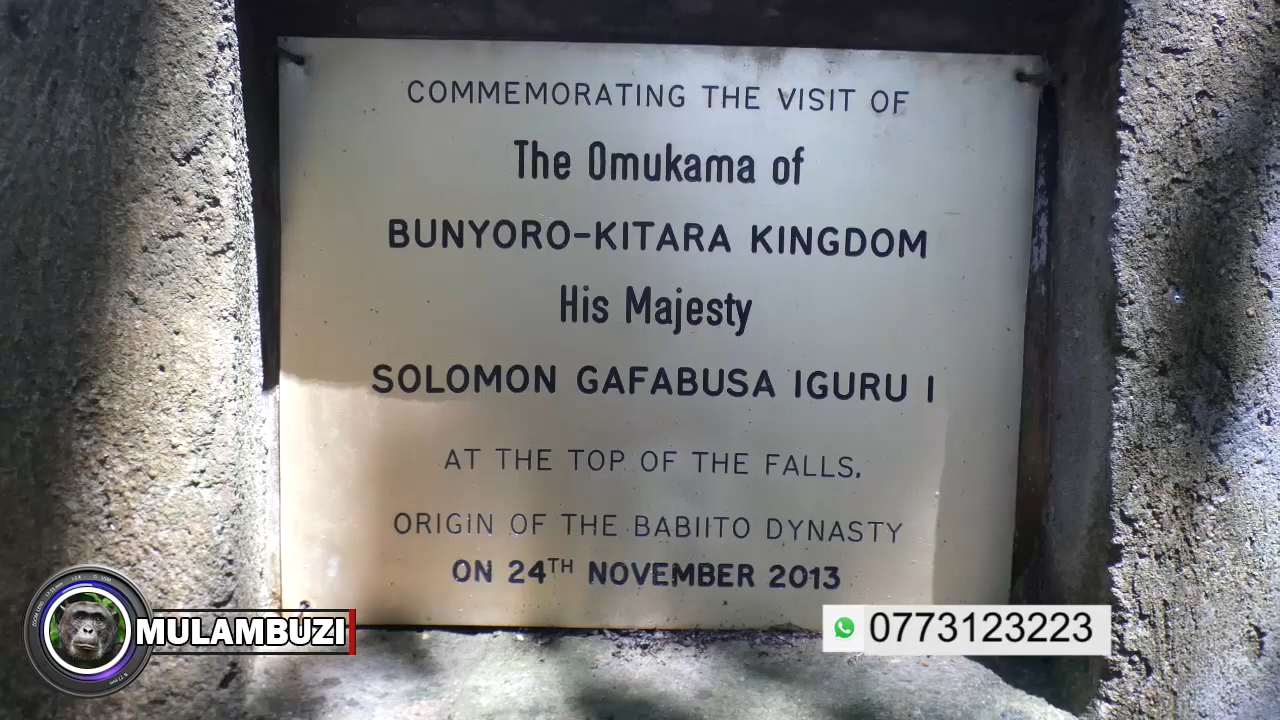 COMMEMORATING THE VISIT OF
The Omukama of
BUNYORO-KITARA KINGDOM
His Majesty
SOLOMON GAFABUSA IGURU I
AT THE TOP OF THE FALLS,
ORIGIN OF THE BABIITO DYNASTY
ON 24TH NOVEMBER 2013
MULAMBUZI
0773123223